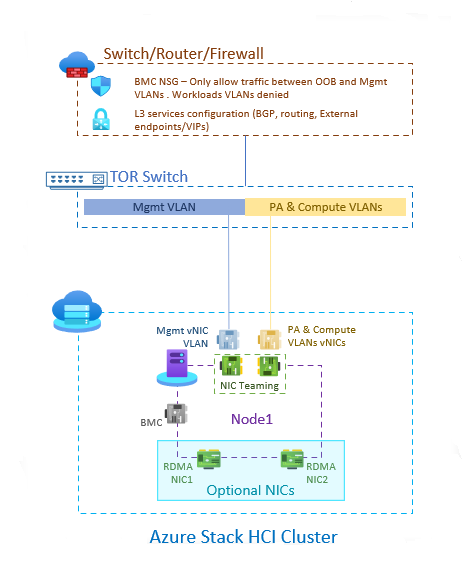 Switch/Router/Firewall
BMC NSG – Only allow traffic between OOB and Mgmt
VLANs . Workloads VLANs denied
L3 services configuration (BGP, routing, External
endpoints/VIPs)
TOR Switch
Mgmt VLAN
PA & Compute VLANs
Mgmt vNIC
VLAN
PA & Compute
VLANs vNICs
NIC Teaming
BMC
Node1
RDMA
NIC1
RDMA
NIC2
Optional NICs
Azure Stack HCI Cluster